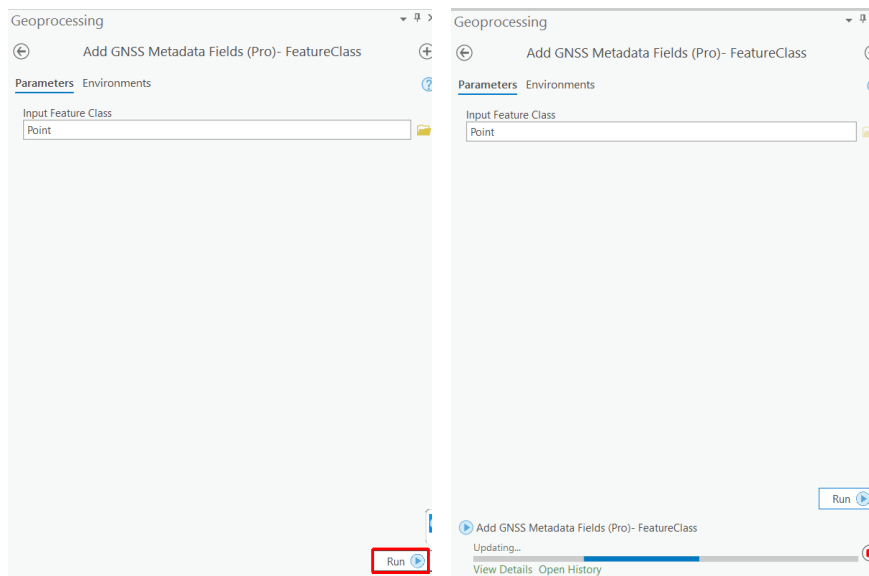 Geoprocessing
Add GNSS Metadata Fields (Pro)- FeatureClass
Parameters Environments
Input Feature Class
Point
Run
Geoprocessing
Add GNSS Metadata Fields (Pro)- FeatureClass
Parameters Environments
Input Feature Class
Point
Run
Add GNSS Metadata Fields (Pro)- FeatureClass
Updating...
View Details Open History